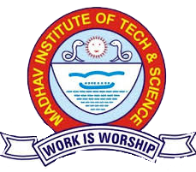 MADHAV INSTITUTE OF TECH & SCIENCE
WORK IS WORSHIP